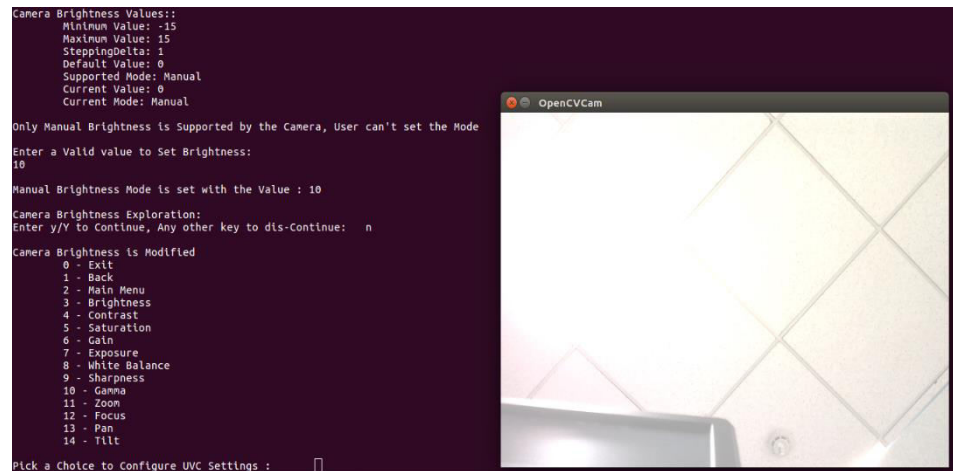 Camera Brightness Values::
Minimum Value: -15
Maximum Value: 15
SteppingDelta: 1
Default Value: 0
Supported Mode: Manual
Current Value: 0
Current Mode: Manual
Only Manual Brightness is Supported by the Camera, User can't set the Mode
Enter a Valid value to Set Brightness:
10
Manual Brightness Mode is set with the Value : 10
Camera Brightness Exploration:
Enter y/Y to Continue, Any other key to dis-Continue: n
Camera Brightness is Modified
0 - Exit
1 - Back
2 - Main Menu
3 - Brightness
4 - Contrast
5 - Saturation
6 - Gain
7 - Exposure
8 - White Balance
9 - Sharpness
10 - Gamma
11 - Zoom
12 - Focus
13 - Pan
14 - Tilt
Pick a Choice to Configure UVC Settings :
OpenCVCam